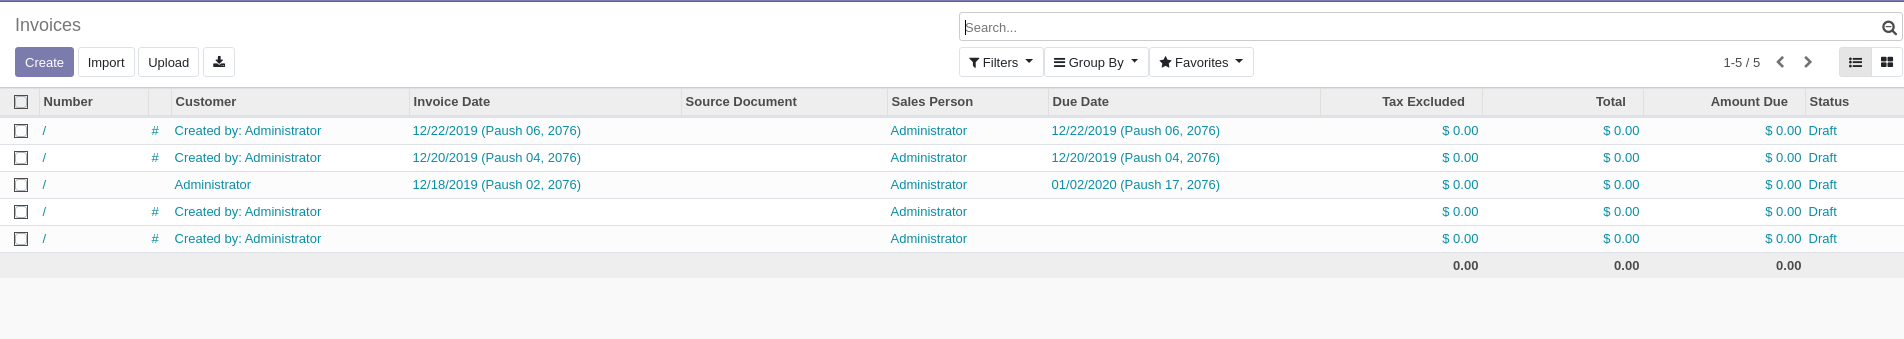 Invoices
Search...
Create Import Upload
Filters Group By Favorites 1-5 / 5
Number Customer Invoice Date Source Document Sales Person Due Date Tax Excluded Total Amount Due Status
/ # Created by: Administrator 12/22/2019 (Paush 06, 2076) Administrator 12/22/2019 (Paush 06, 2076) $ 0.00 $ 0.00 $ 0.00 Draft
/ # Created by: Administrator 12/20/2019 (Paush 04, 2076) Administrator 12/20/2019 (Paush 04, 2076) $ 0.00 $ 0.00 $ 0.00 Draft
/ Administrator 12/18/2019 (Paush 02, 2076) Administrator 01/02/2020 (Paush 17, 2076) $ 0.00 $ 0.00 $ 0.00 Draft
/ # Created by: Administrator Administrator $ 0.00 $ 0.00 $ 0.00 Draft
/ # Created by: Administrator Administrator $ 0.00 $ 0.00 $ 0.00 Draft
0.00 0.00 0.00